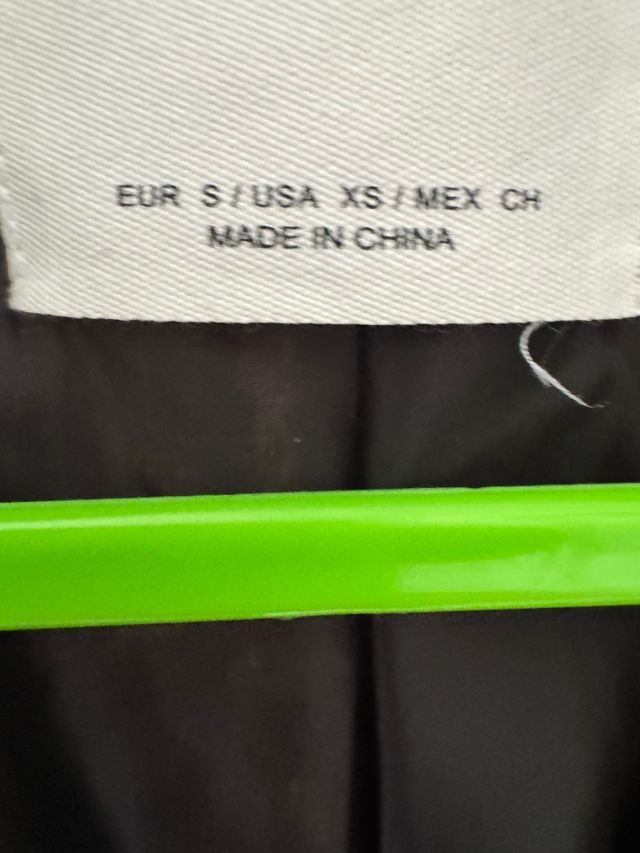 EUR S / USA XS / MEX CH
MADE IN CHINA